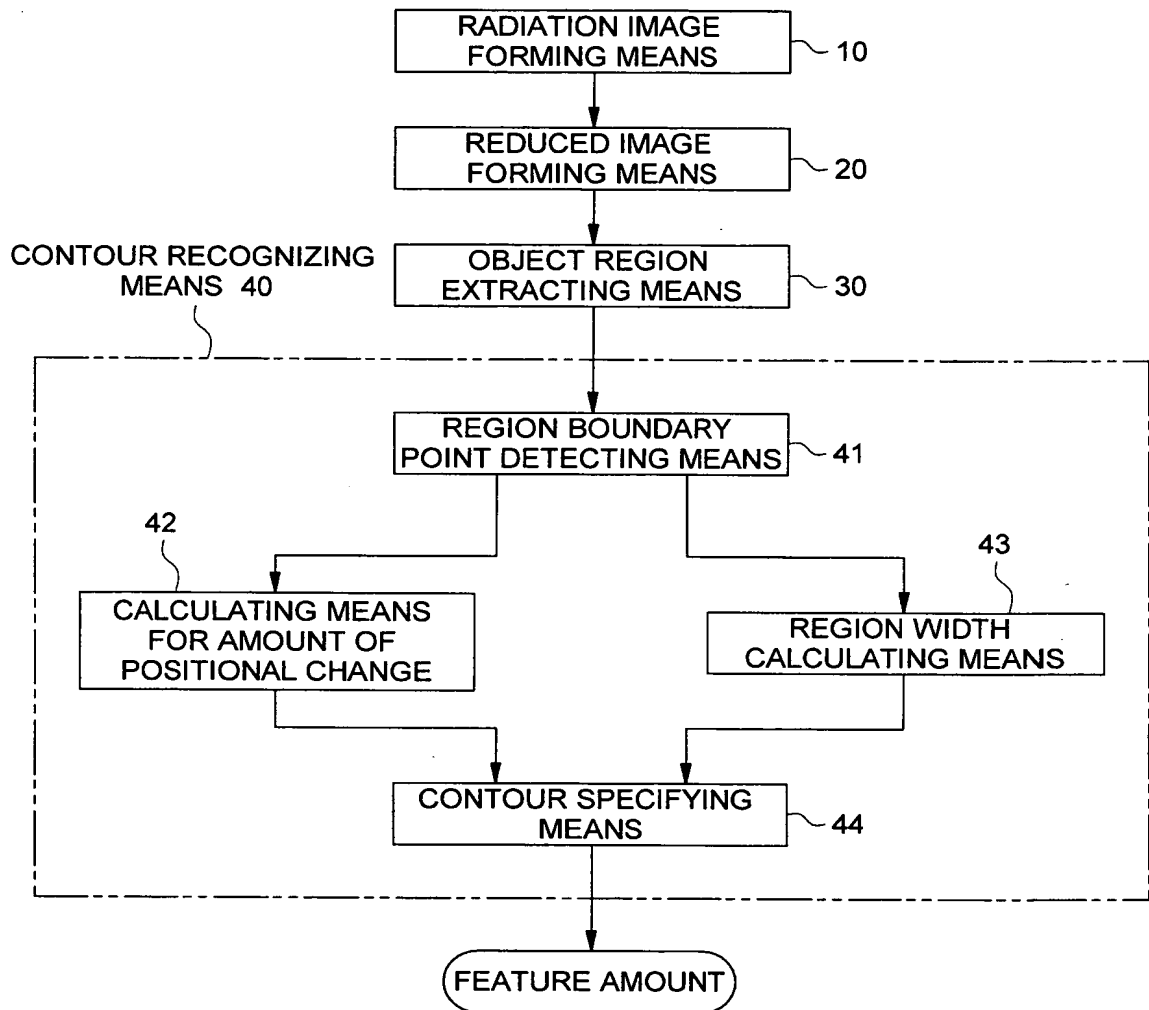 RADIATION IMAGE
FORMING MEANS
10
REDUCED IMAGE
FORMING MEANS
20
CONTOUR RECOGNIZING
MEANS 40
OBJECT REGION
EXTRACTING MEANS
30
REGION BOUNDARY
POINT DETECTING MEANS
41
42
43
CALCULATING MEANS
FOR AMOUNT OF
POSITIONAL CHANGE
REGION WIDTH
CALCULATING MEANS
CONTOUR SPECIFYING
MEANS
44
FEATURE AMOUNT